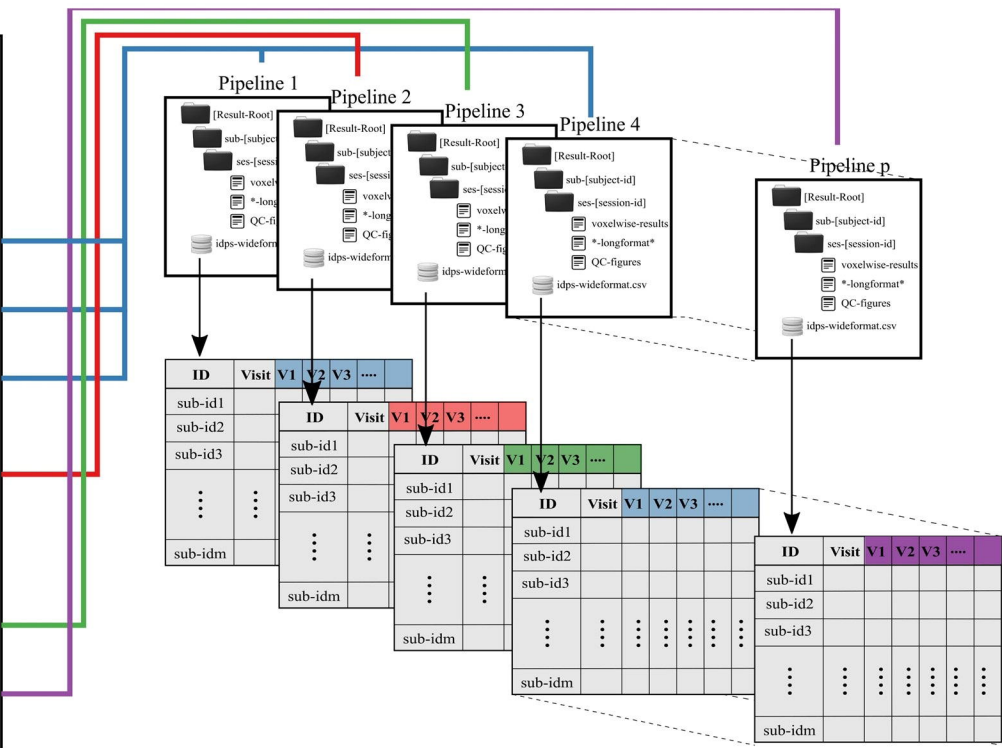 Pipeline 1
[Result-Root]
sub-[subject
ses-[session
voxelw
*-long
QC-fig
idps-widefor
Pipeline 2
[Result-Root]
sub-[subject
ses-[sessi
voxelw
*-long
QC-fi
idps-widefor
Pipeline 3
[Result-Root]
sub-[subject
ses-[sessi
voxelw
*-long
QC-fig
idps-wideformat
Pipeline 4
[Result-Root]
sub-[subject-id]
ses-[session-id]
voxelwise-results
*-longformat*
QC-figures
idps-wideformat.csv
Pipeline p
[Result-Root]
sub-[subject-id]
ses-[session-id]
voxelwise-results
*-longformat*
QC-figures
idps-wideformat.csv
ID Visit V1 V2 V3 ....
sub-id1
sub-id2
sub-id3
sub-idm
ID Visit V1 V2 V3 ....
sub-id1
sub-id2
sub-id3
sub-idm
ID Visit V1 V2 V3 ....
sub-id1
sub-id2
sub-id3
sub-idm
ID Visit V1 V2 V3 ....
sub-id1
sub-id2
sub-id3
sub-idm
ID Visit V1 V2 V3 ....
sub-id1
sub-id2
sub-id3
sub-idm